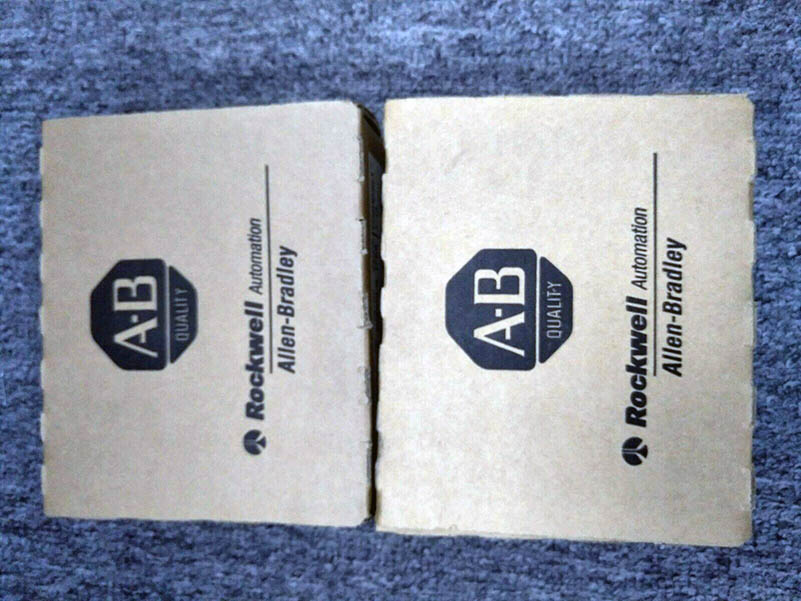 A-B
QUALITY
Rockwell Automation
Allen-Bradley
A-B
QUALITY
Rockwell Automation
Allen-Bradley